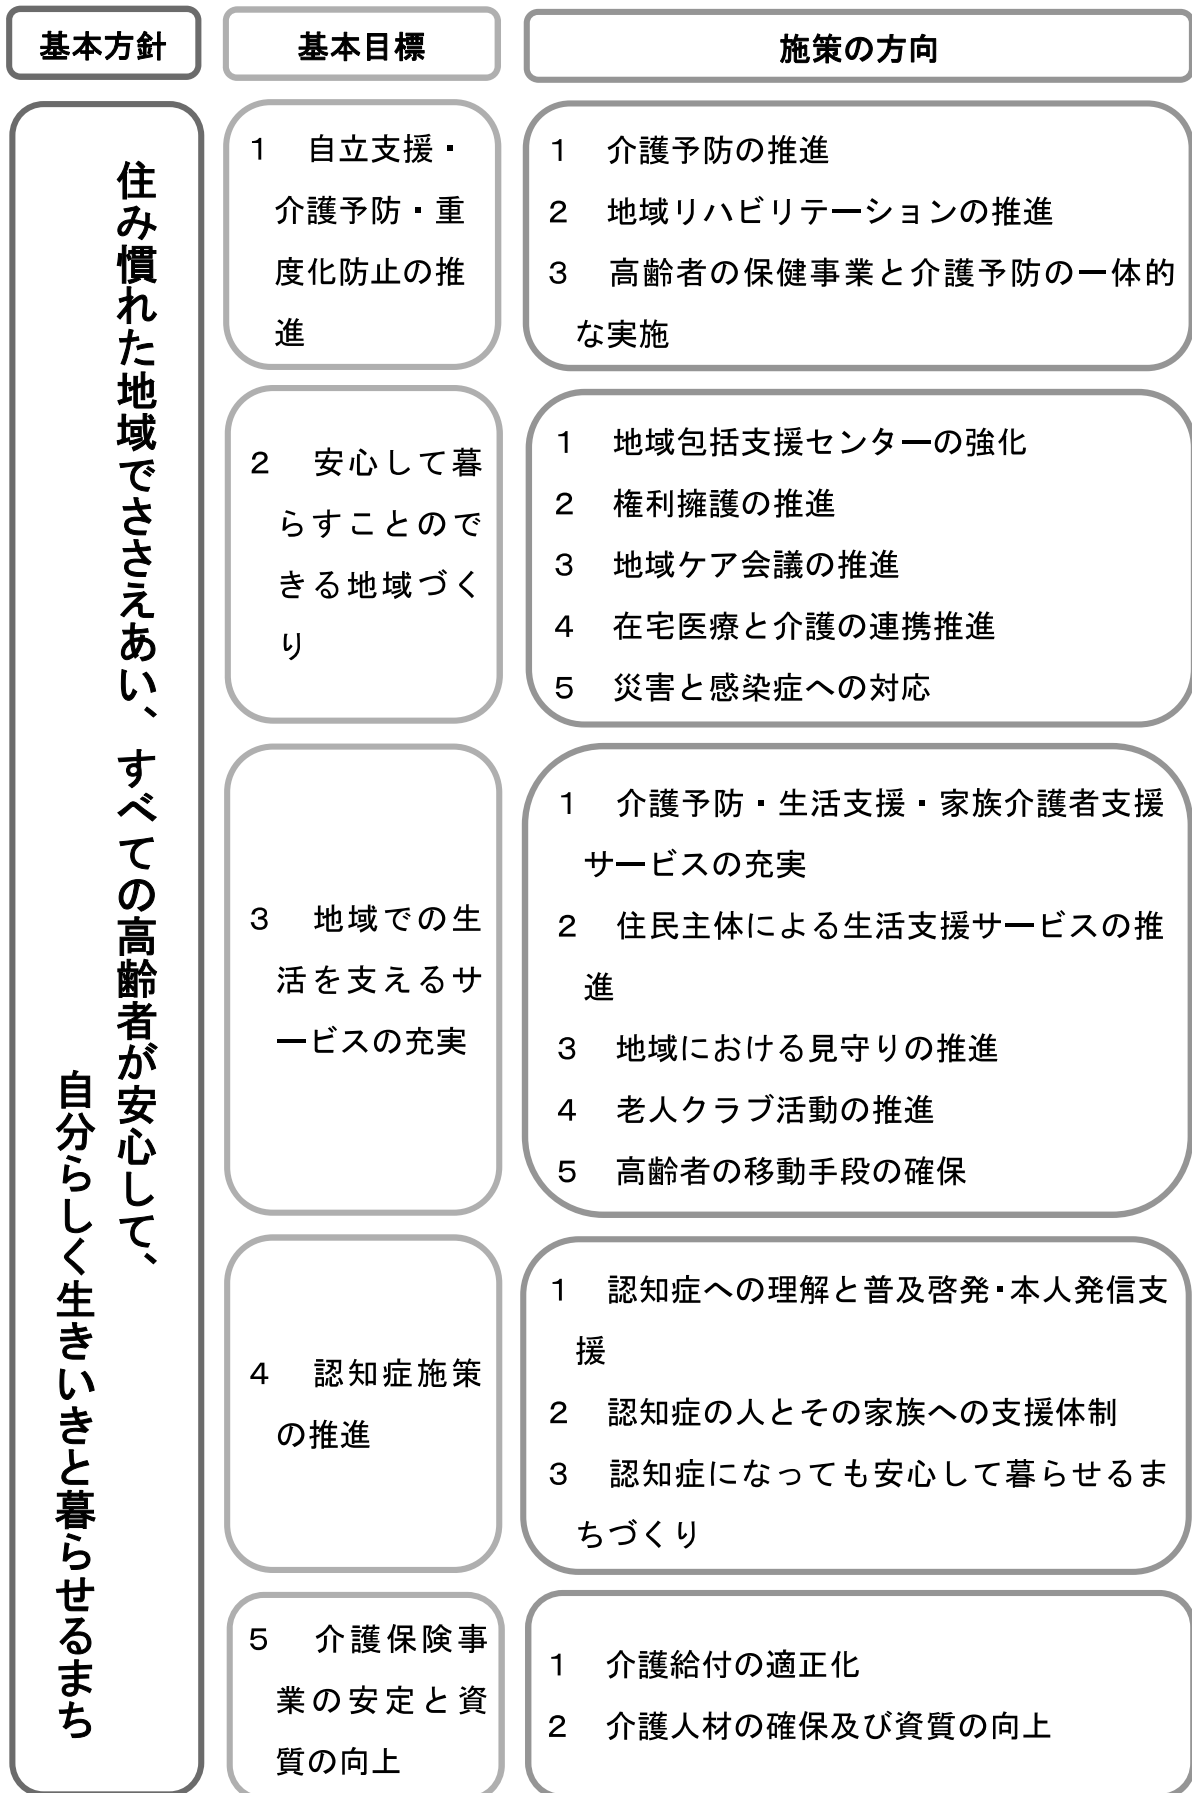 基本方針
基本目標
施策の方向
住み慣れた地域でささえあい、すべての高齢者が安心して、
自分らしく生きいきと暮らせるまち
1 自立支援・
介護予防・重
度化防止の推
進
1 介護予防の推進
2 地域リハビリテーションの推進
3 高齢者の保健事業と介護予防の一体的
な実施
2 安心して暮
らすことので
きる地域づく
り
1 地域包括支援センターの強化
2 権利擁護の推進
3 地域ケア会議の推進
4 在宅医療と介護の連携推進
5 災害と感染症への対応
3 地域での生
活を支えるサ
ービスの充実
1 介護予防・生活支援・家族介護者支援
サービスの充実
2 住民主体による生活支援サービスの推
進
3 地域における見守りの推進
4 老人クラブ活動の推進
5 高齢者の移動手段の確保
4 認知症施策
の推進
1 認知症への理解と普及啓発・本人発信支
援
2 認知症の人とその家族への支援体制
3 認知症になっても安心して暮らせるま
ちづくり
5 介護保険事
業の安定と資
質の向上
1 介護給付の適正化
2 介護人材の確保及び資質の向上